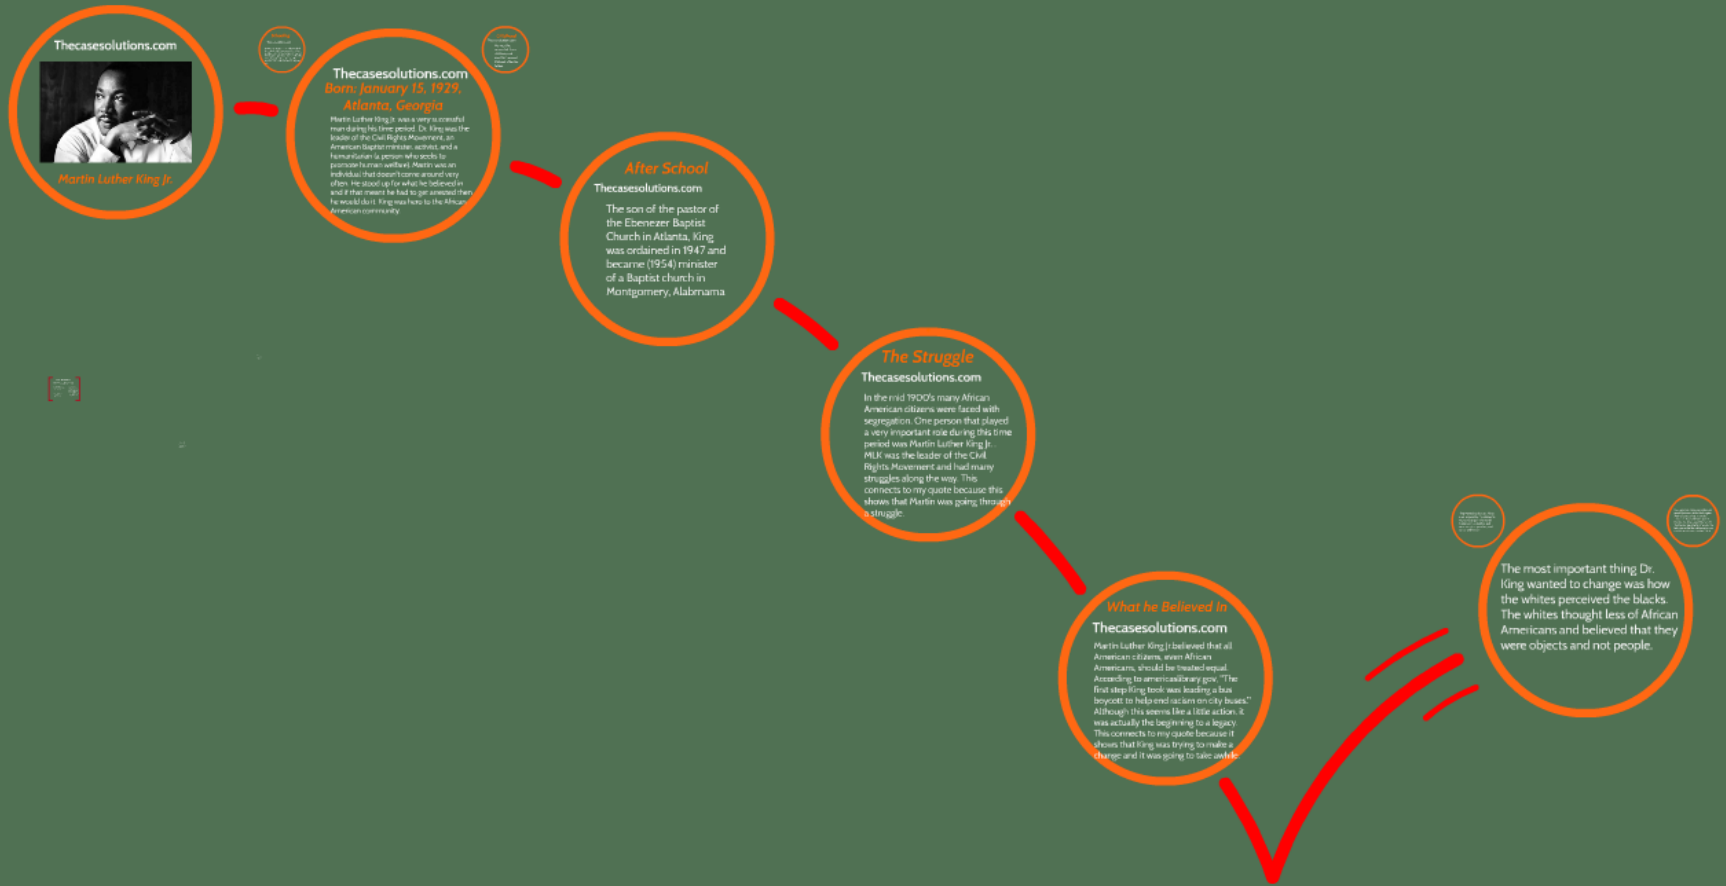 Thecasesolutions.com
Martin Luther King Jr.
Thecasesolutions.com
Born: January 15, 1929,
Atlanta, Georgia
Martin Luther King Jr. was a very successful
man during his time period. Dr. King was the
leader of the Civil Rights Movement, an
American Baptist minister, activist, and a
humanitarian (a person who seeks to
promote human welfare). Martin was an
individual that doesn't come around very
often. He stood up for what he believed in
and if that meant he had to get arrested then
he would do it. King was hero to the African
American community.
After School
Thecasesolutions.com
The son of the pastor of
the Ebenezer Baptist
Church in Atlanta, King
was ordained in 1947 and
became (1954) minister
of a Baptist church in
Montgomery, Alabmama
The Struggle
Thecasesolutions.com
In the mid 1900's many African
American citizens were faced with
segregation. One person that played
a very important role during this time
period was Martin Luther King Jr..
MLK was the leader of the Civil
Rights Movement and had many
struggles along the way. This
connects to my quote because this
shows that Martin was going through
a struggle.
What he Believed In
Thecasesolutions.com
Martin Luther King Jr.believed that all
American citizens, even African
Americans, should be treated equal.
According to americaslibrary.gov, "The
first step King took was leading a bus
boycott to help end racism on city buses."
Although this seems like a little action, it
was actually the beginning to a legacy.
This connects to my quote because it
shows that King was trying to make a
change and it was going to take awhile.
The most important thing Dr.
King wanted to change was how
the whites perceived the blacks.
The whites thought less of African
Americans and believed that they
were objects and not people.